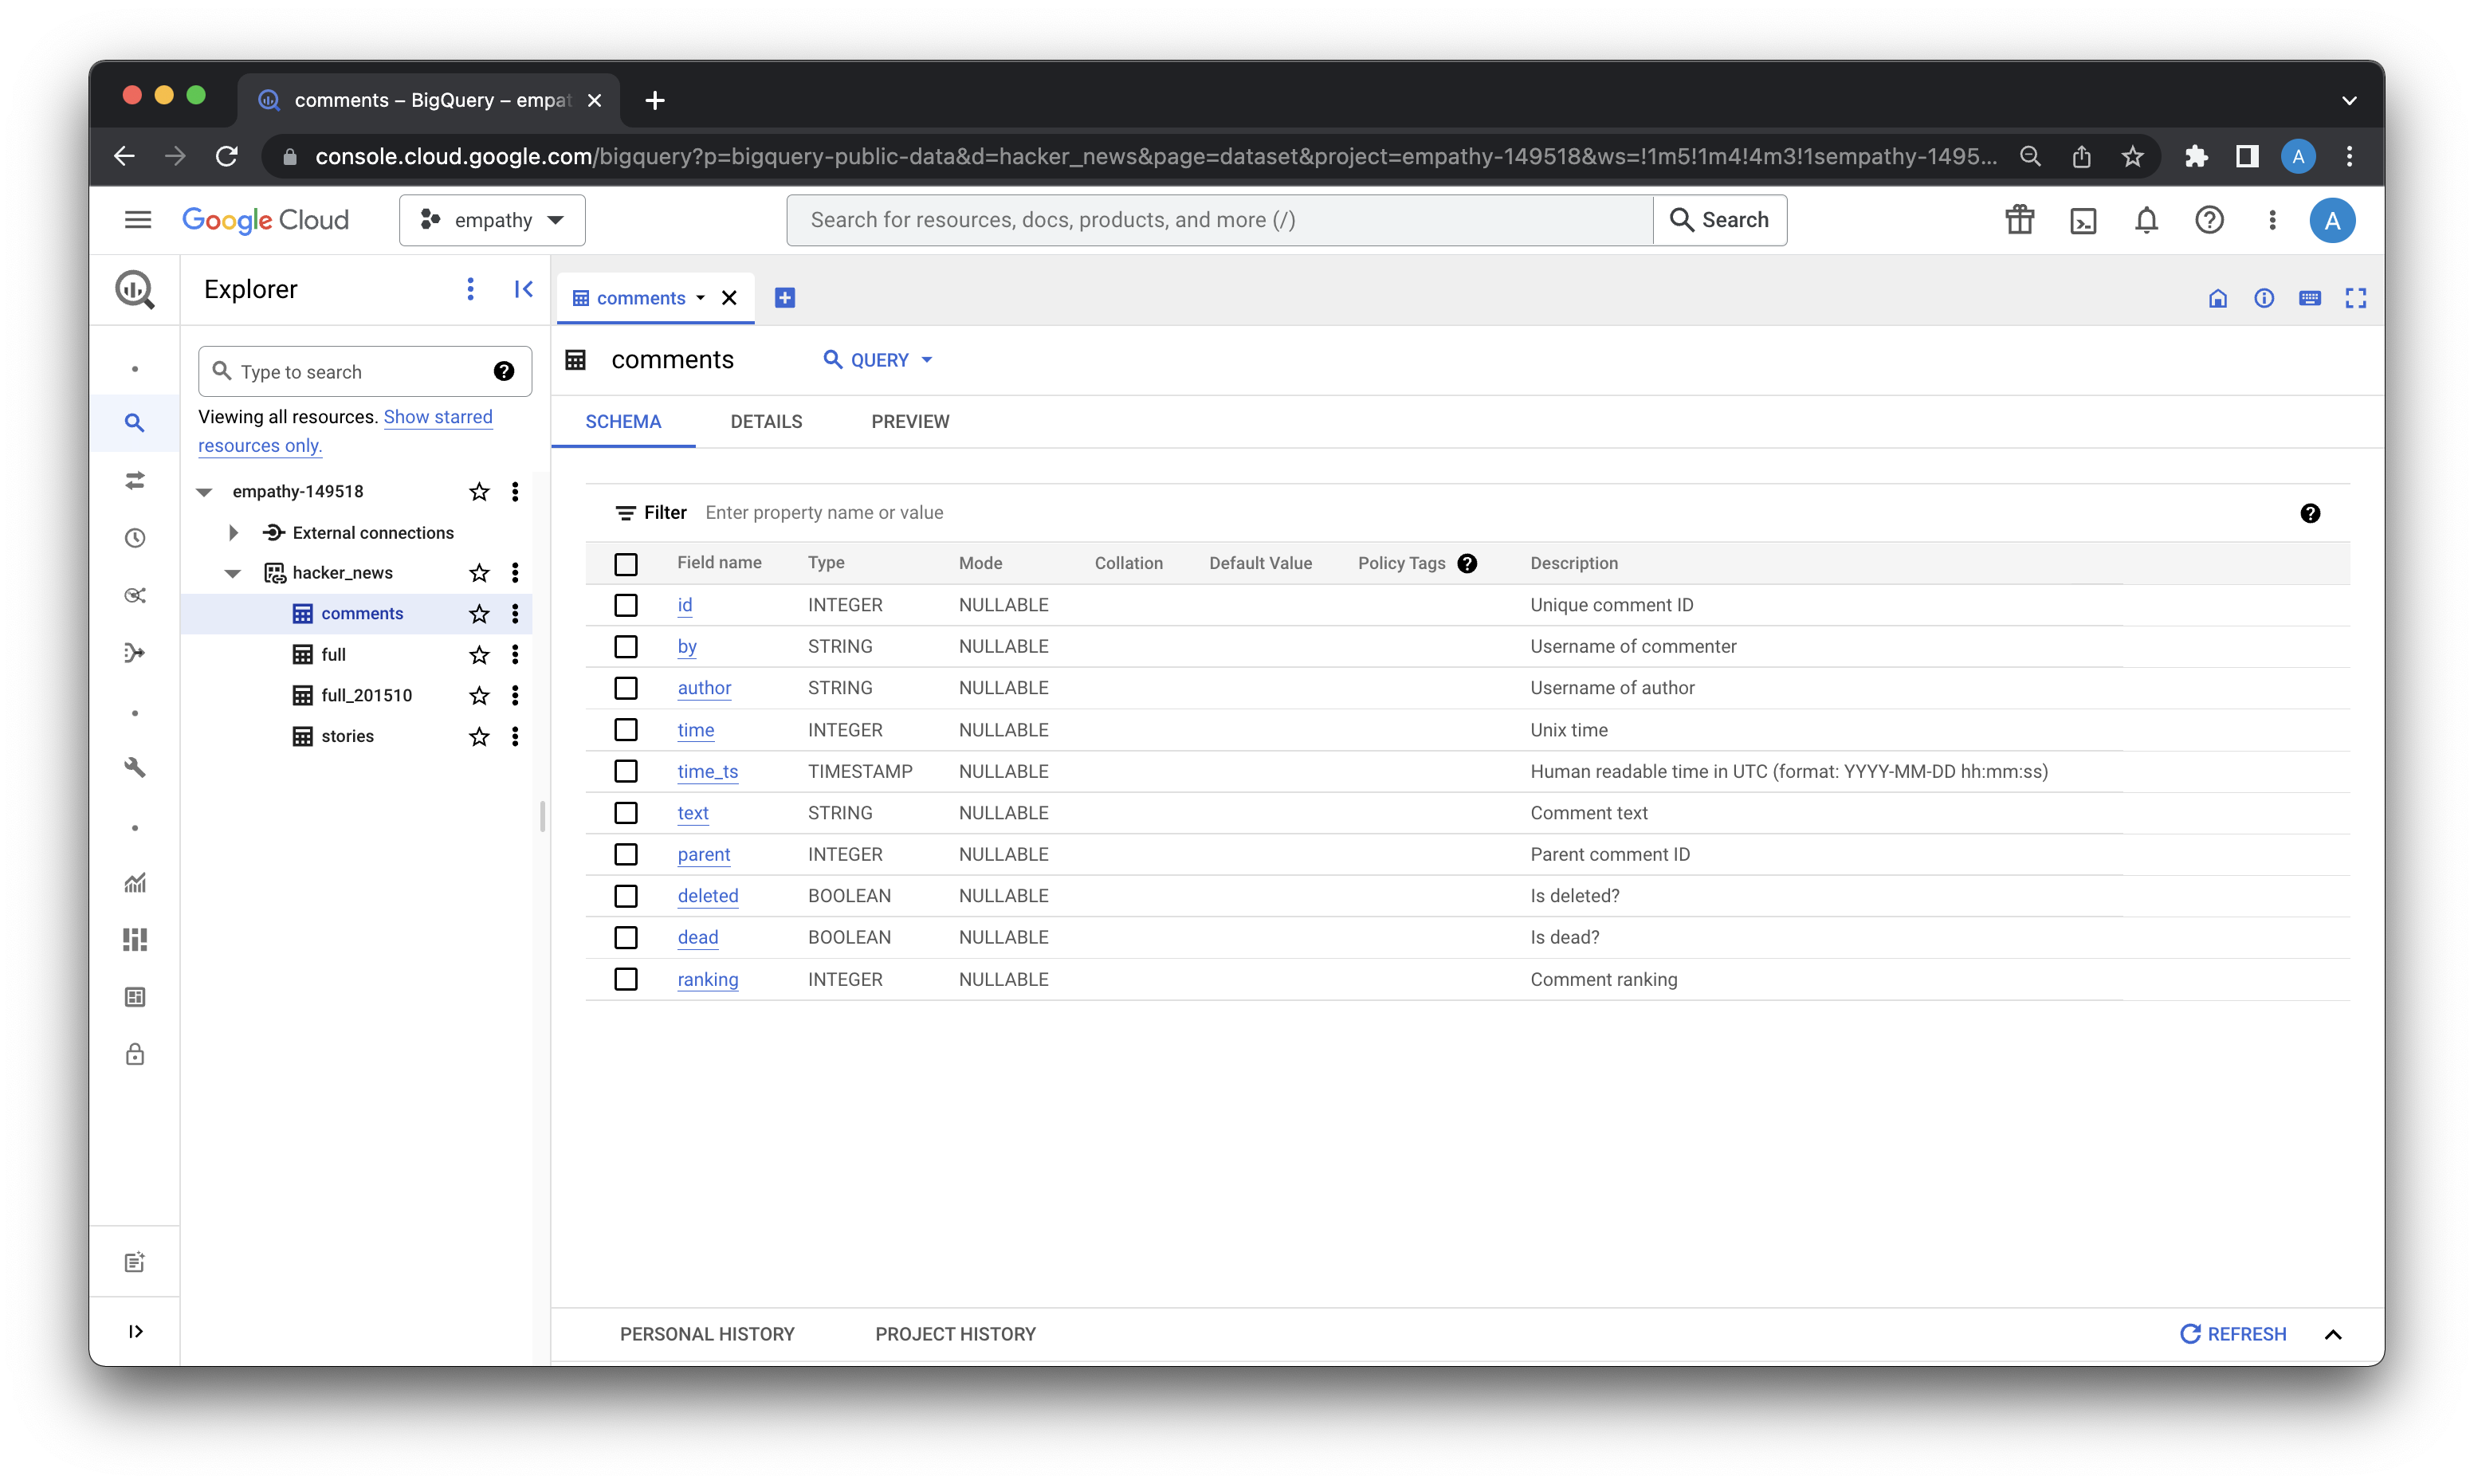 comments – BigQuery – empat
console.cloud.google.com/bigquery?p=bigquery-public-data&d=hacker_news&page=dataset&project=empathy-149518&ws=!1m5!1m4!4m3!1sempathy-1495...
A
Google Cloud
empathy
Search for resources, docs, products, and more (/)
Search
A
Explorer
Type to search
Viewing all resources. Show starred
resources only.
empathy-149518
External connections
hacker_news
comments
full
full_201510
stories
comments
comments
QUERY
SCHEMA DETAILS PREVIEW
Filter Enter property name or value
Field name Type Mode Collation Default Value Policy Tags Description
id INTEGER NULLABLE Unique comment ID
by STRING NULLABLE Username of commenter
author STRING NULLABLE Username of author
time INTEGER NULLABLE Unix time
time_ts TIMESTAMP NULLABLE Human readable time in UTC (format: YYYY-MM-DD hh:mm:ss)
text STRING NULLABLE Comment text
parent INTEGER NULLABLE Parent comment ID
deleted BOOLEAN NULLABLE Is deleted?
dead BOOLEAN NULLABLE Is dead?
ranking INTEGER NULLABLE Comment ranking
PERSONAL HISTORY PROJECT HISTORY REFRESH